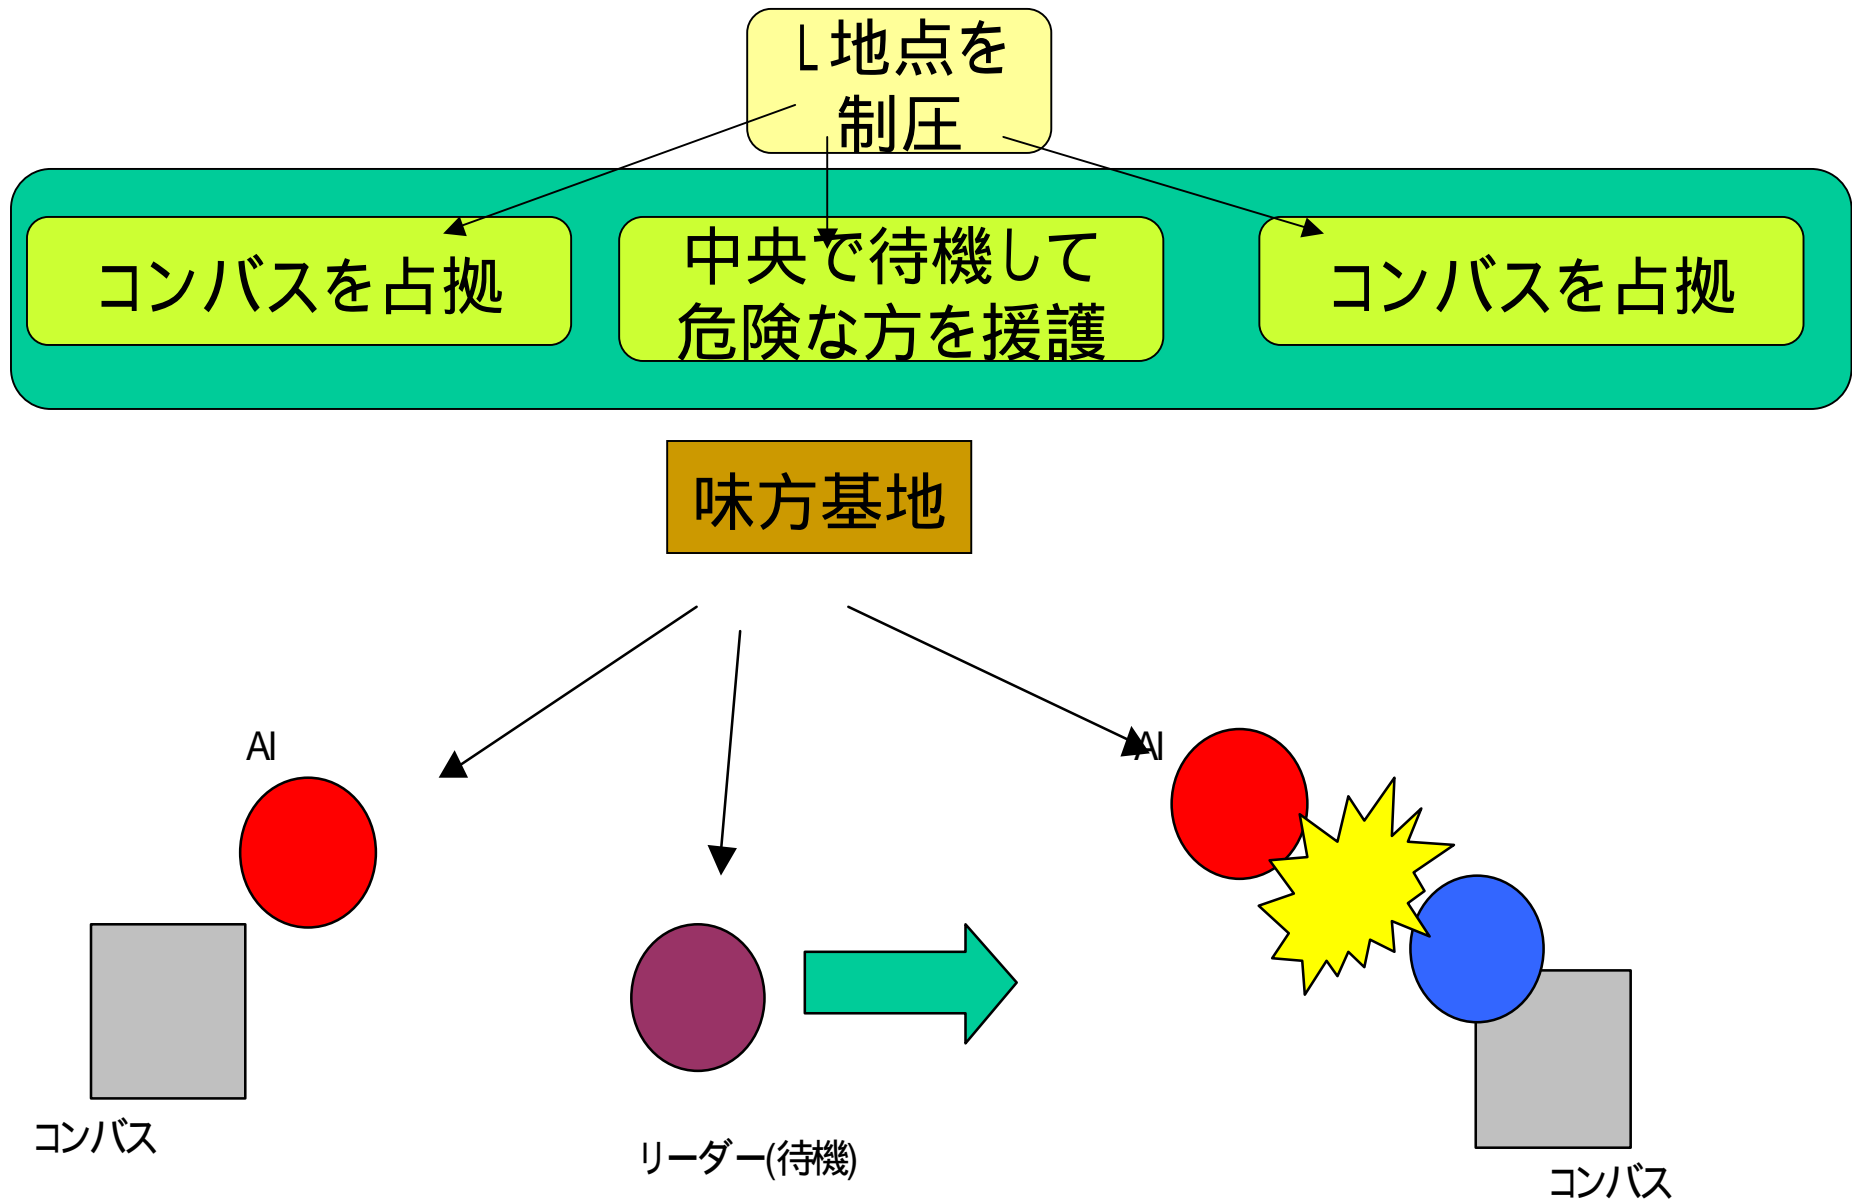 L地点を
制圧
コンバスを占拠
中央で待機して
危険な方を援護
コンバスを占拠
味方基地
AI
AI
コンバス
リーダー(待機)
コンバス